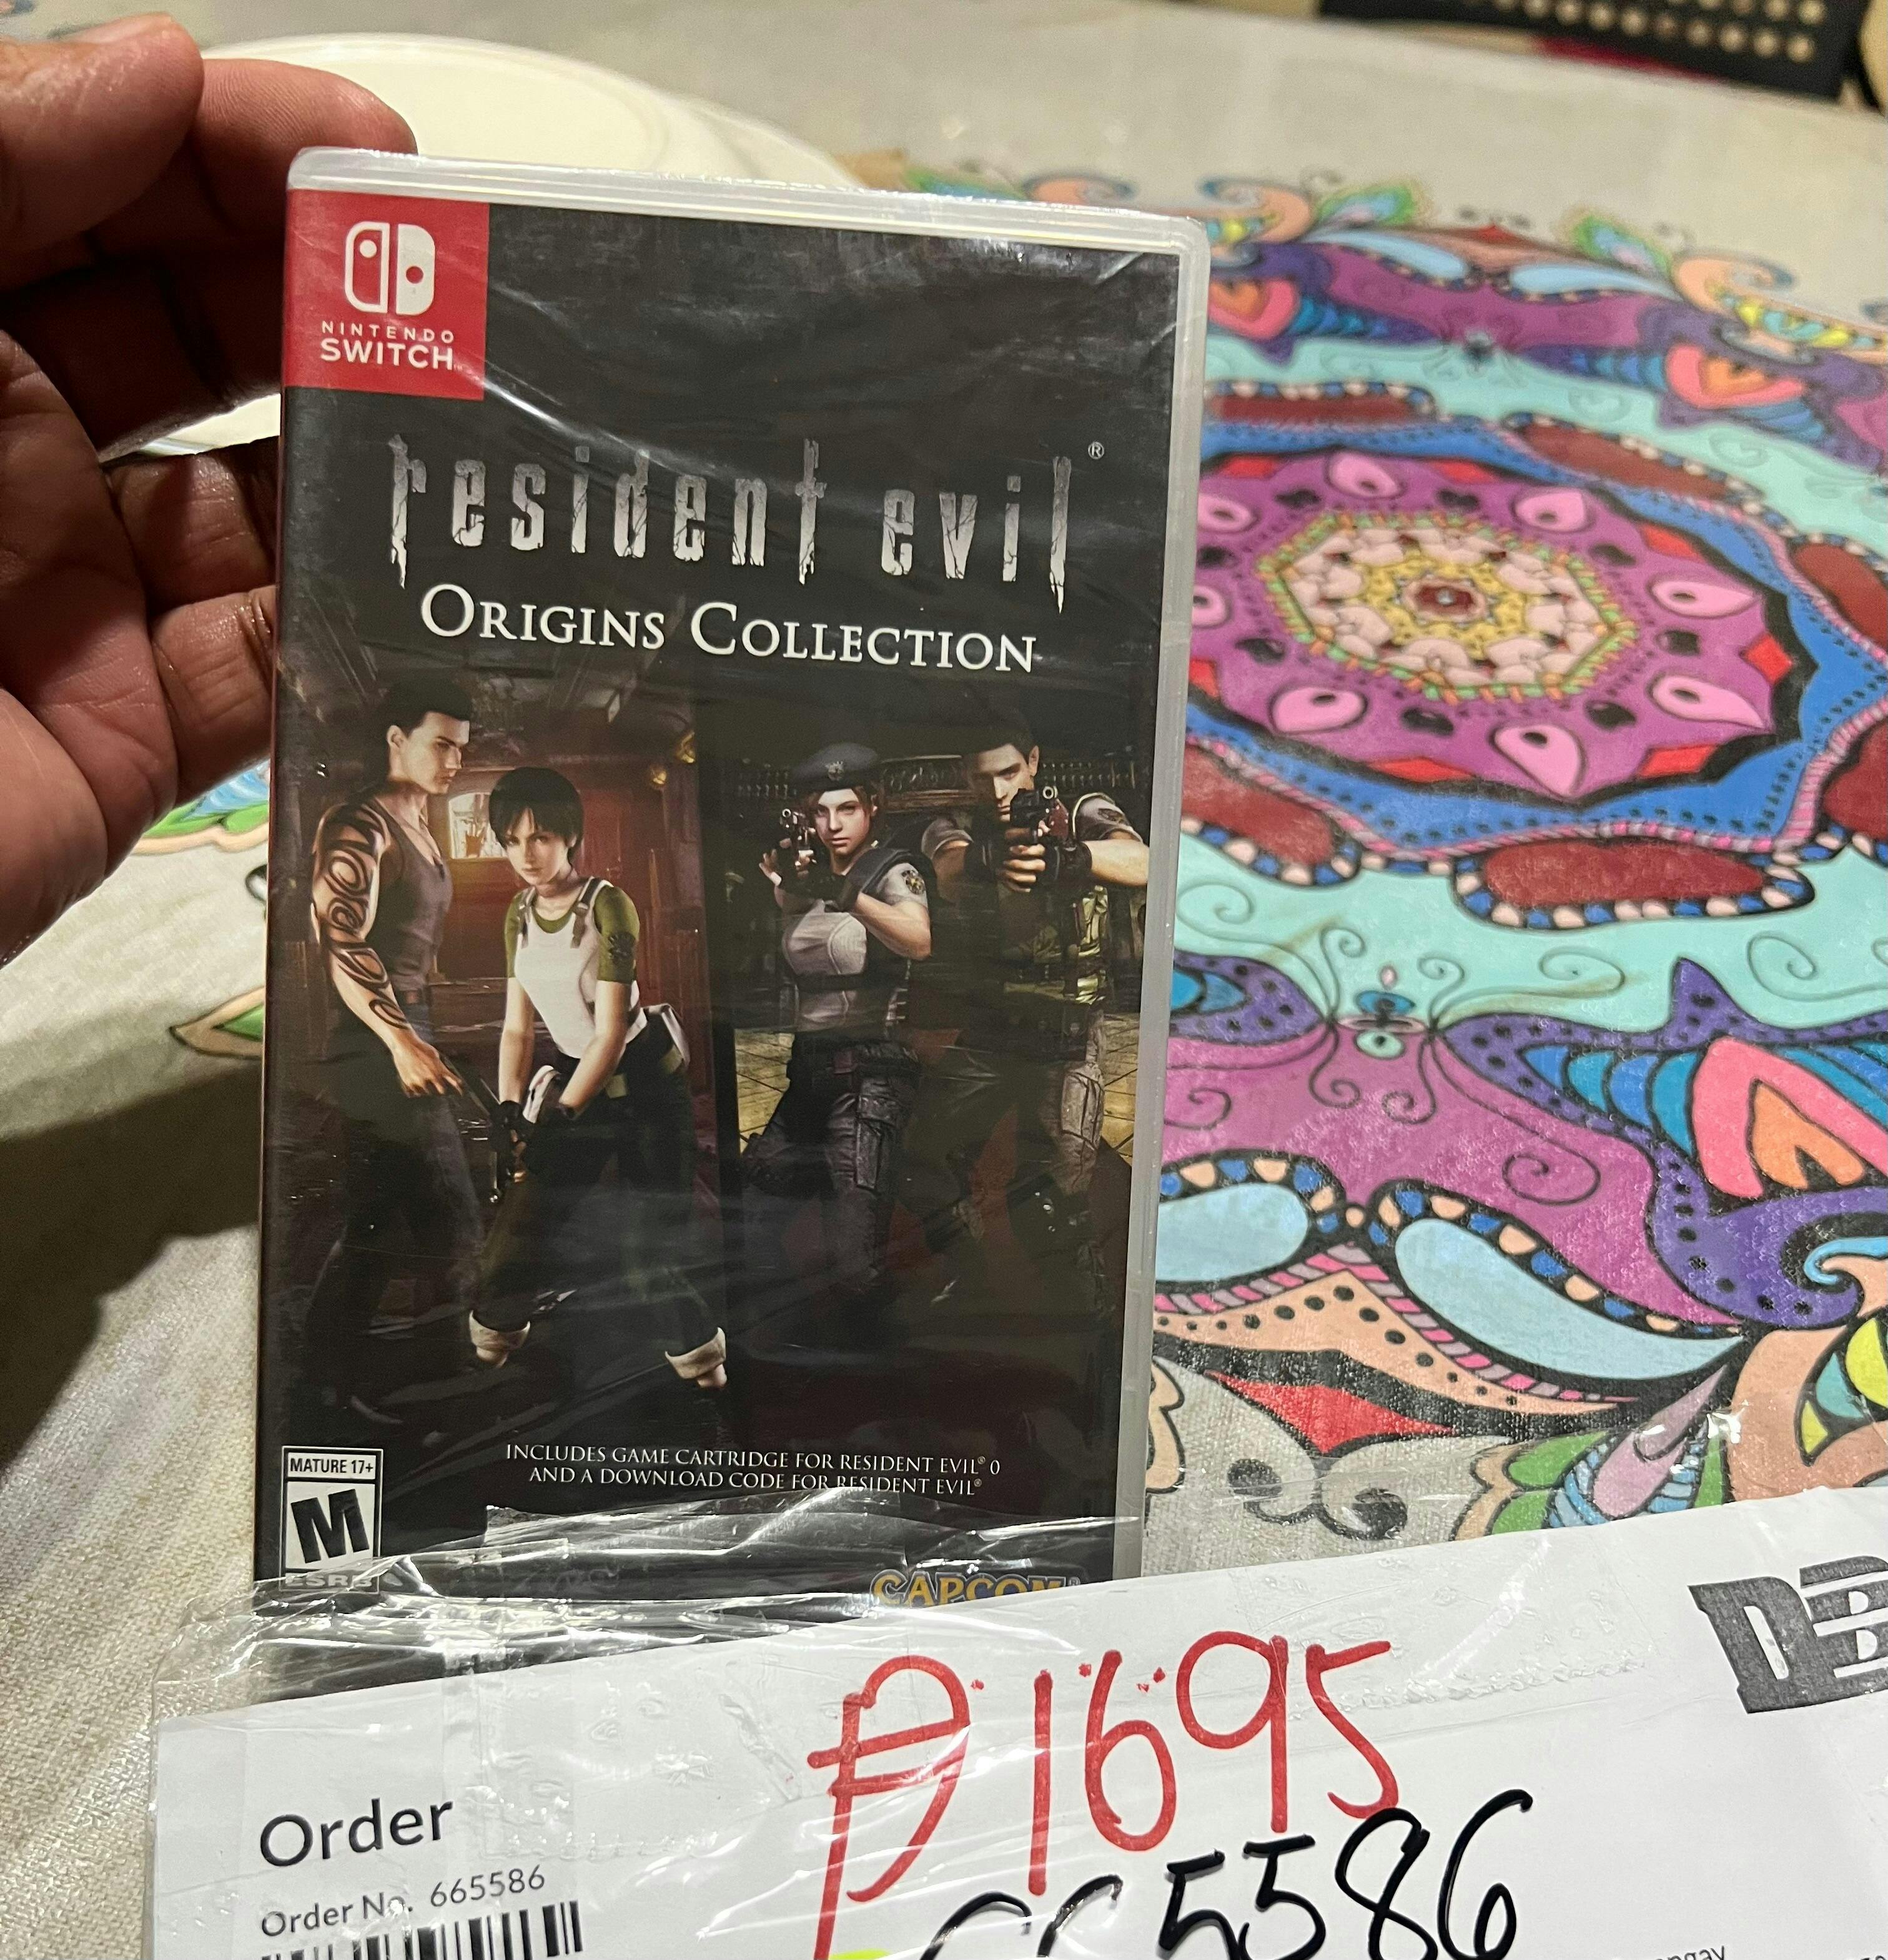 NINTENDO
SWITCH
resident evil®
ORIGINS COLLECTION
MATURE 17+
M
ESRB
INCLUDES GAME CARTRIDGE FOR RESIDENT EVIL® 0
AND A DOWNLOAD CODE FOR RESIDENT EVIL®
CAPCOM®
₱1695
Order
Order No. 665586
665586